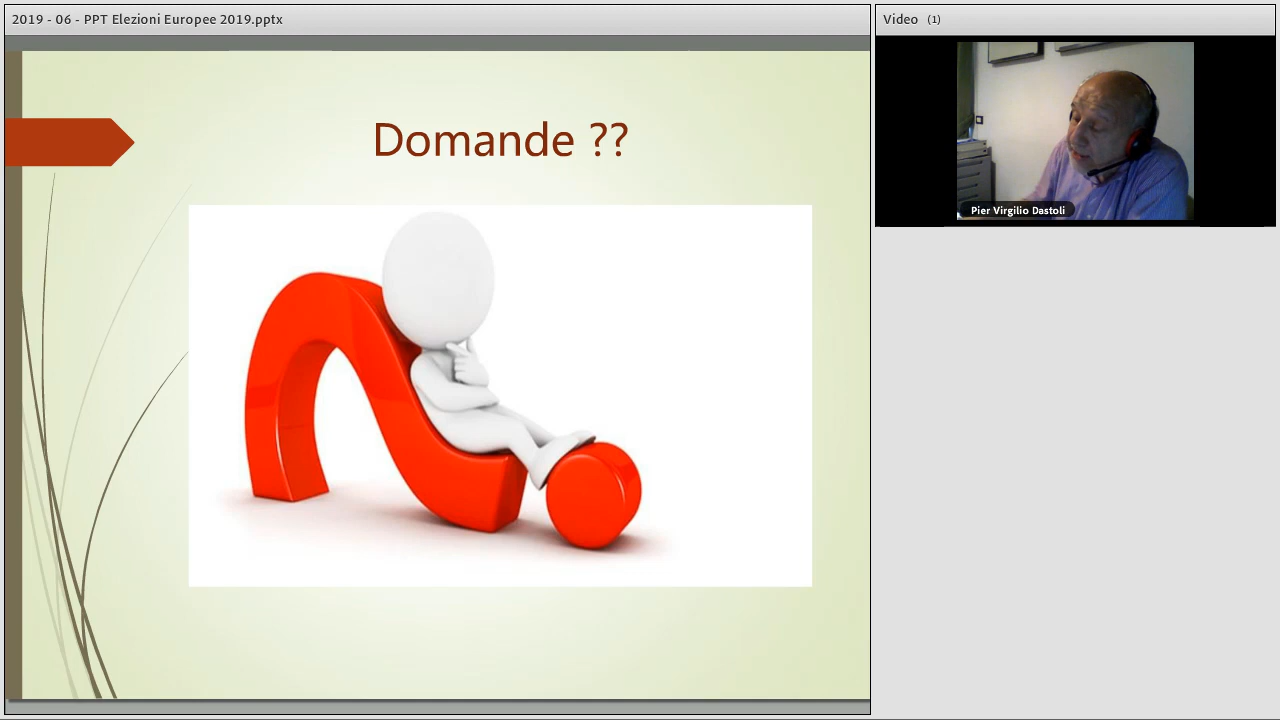 2019 - 06 - PPT Elezioni Europee 2019.pptx
Video (1)
Domande ??
Pier Virgilio Dastoli